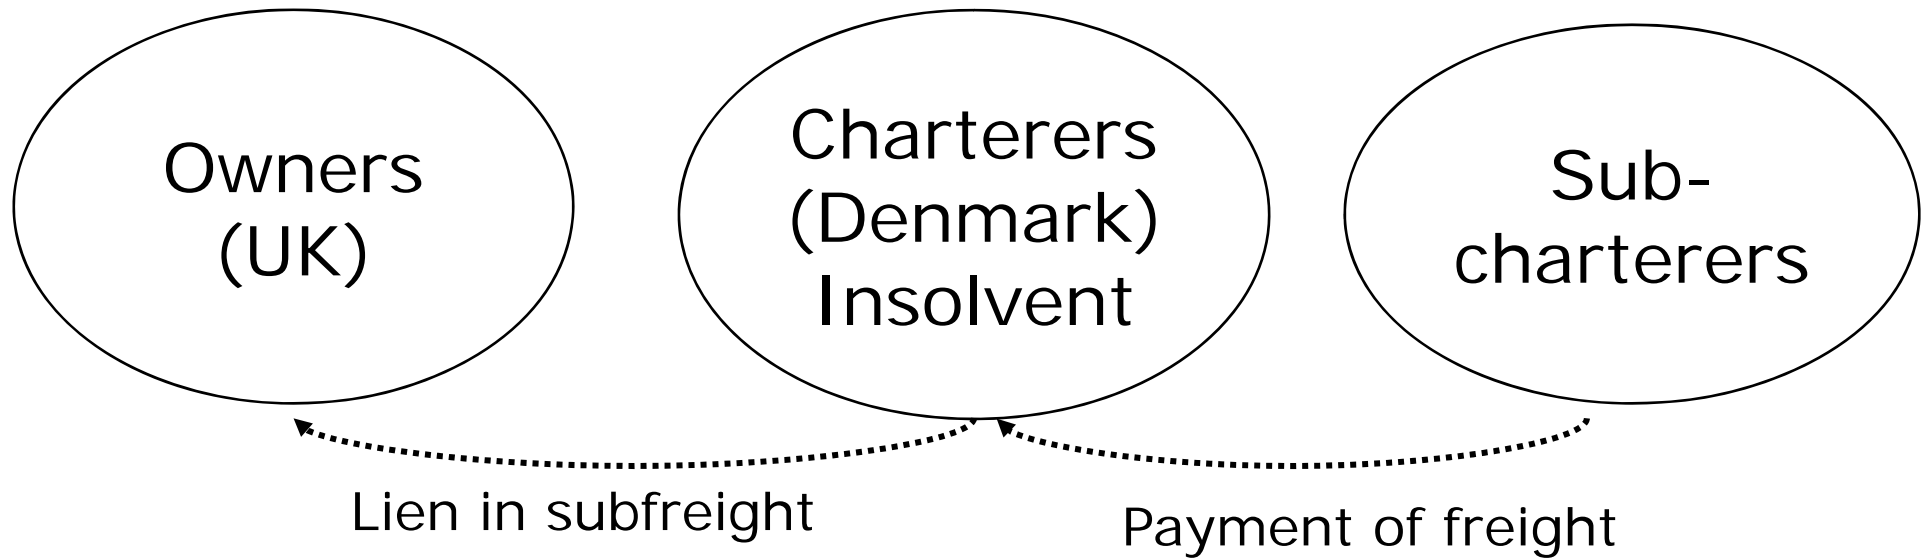 Owners
(UK)
Charterers
(Denmark)
Insolvent
Sub-
charterers
Lien in subfreight
Payment of freight